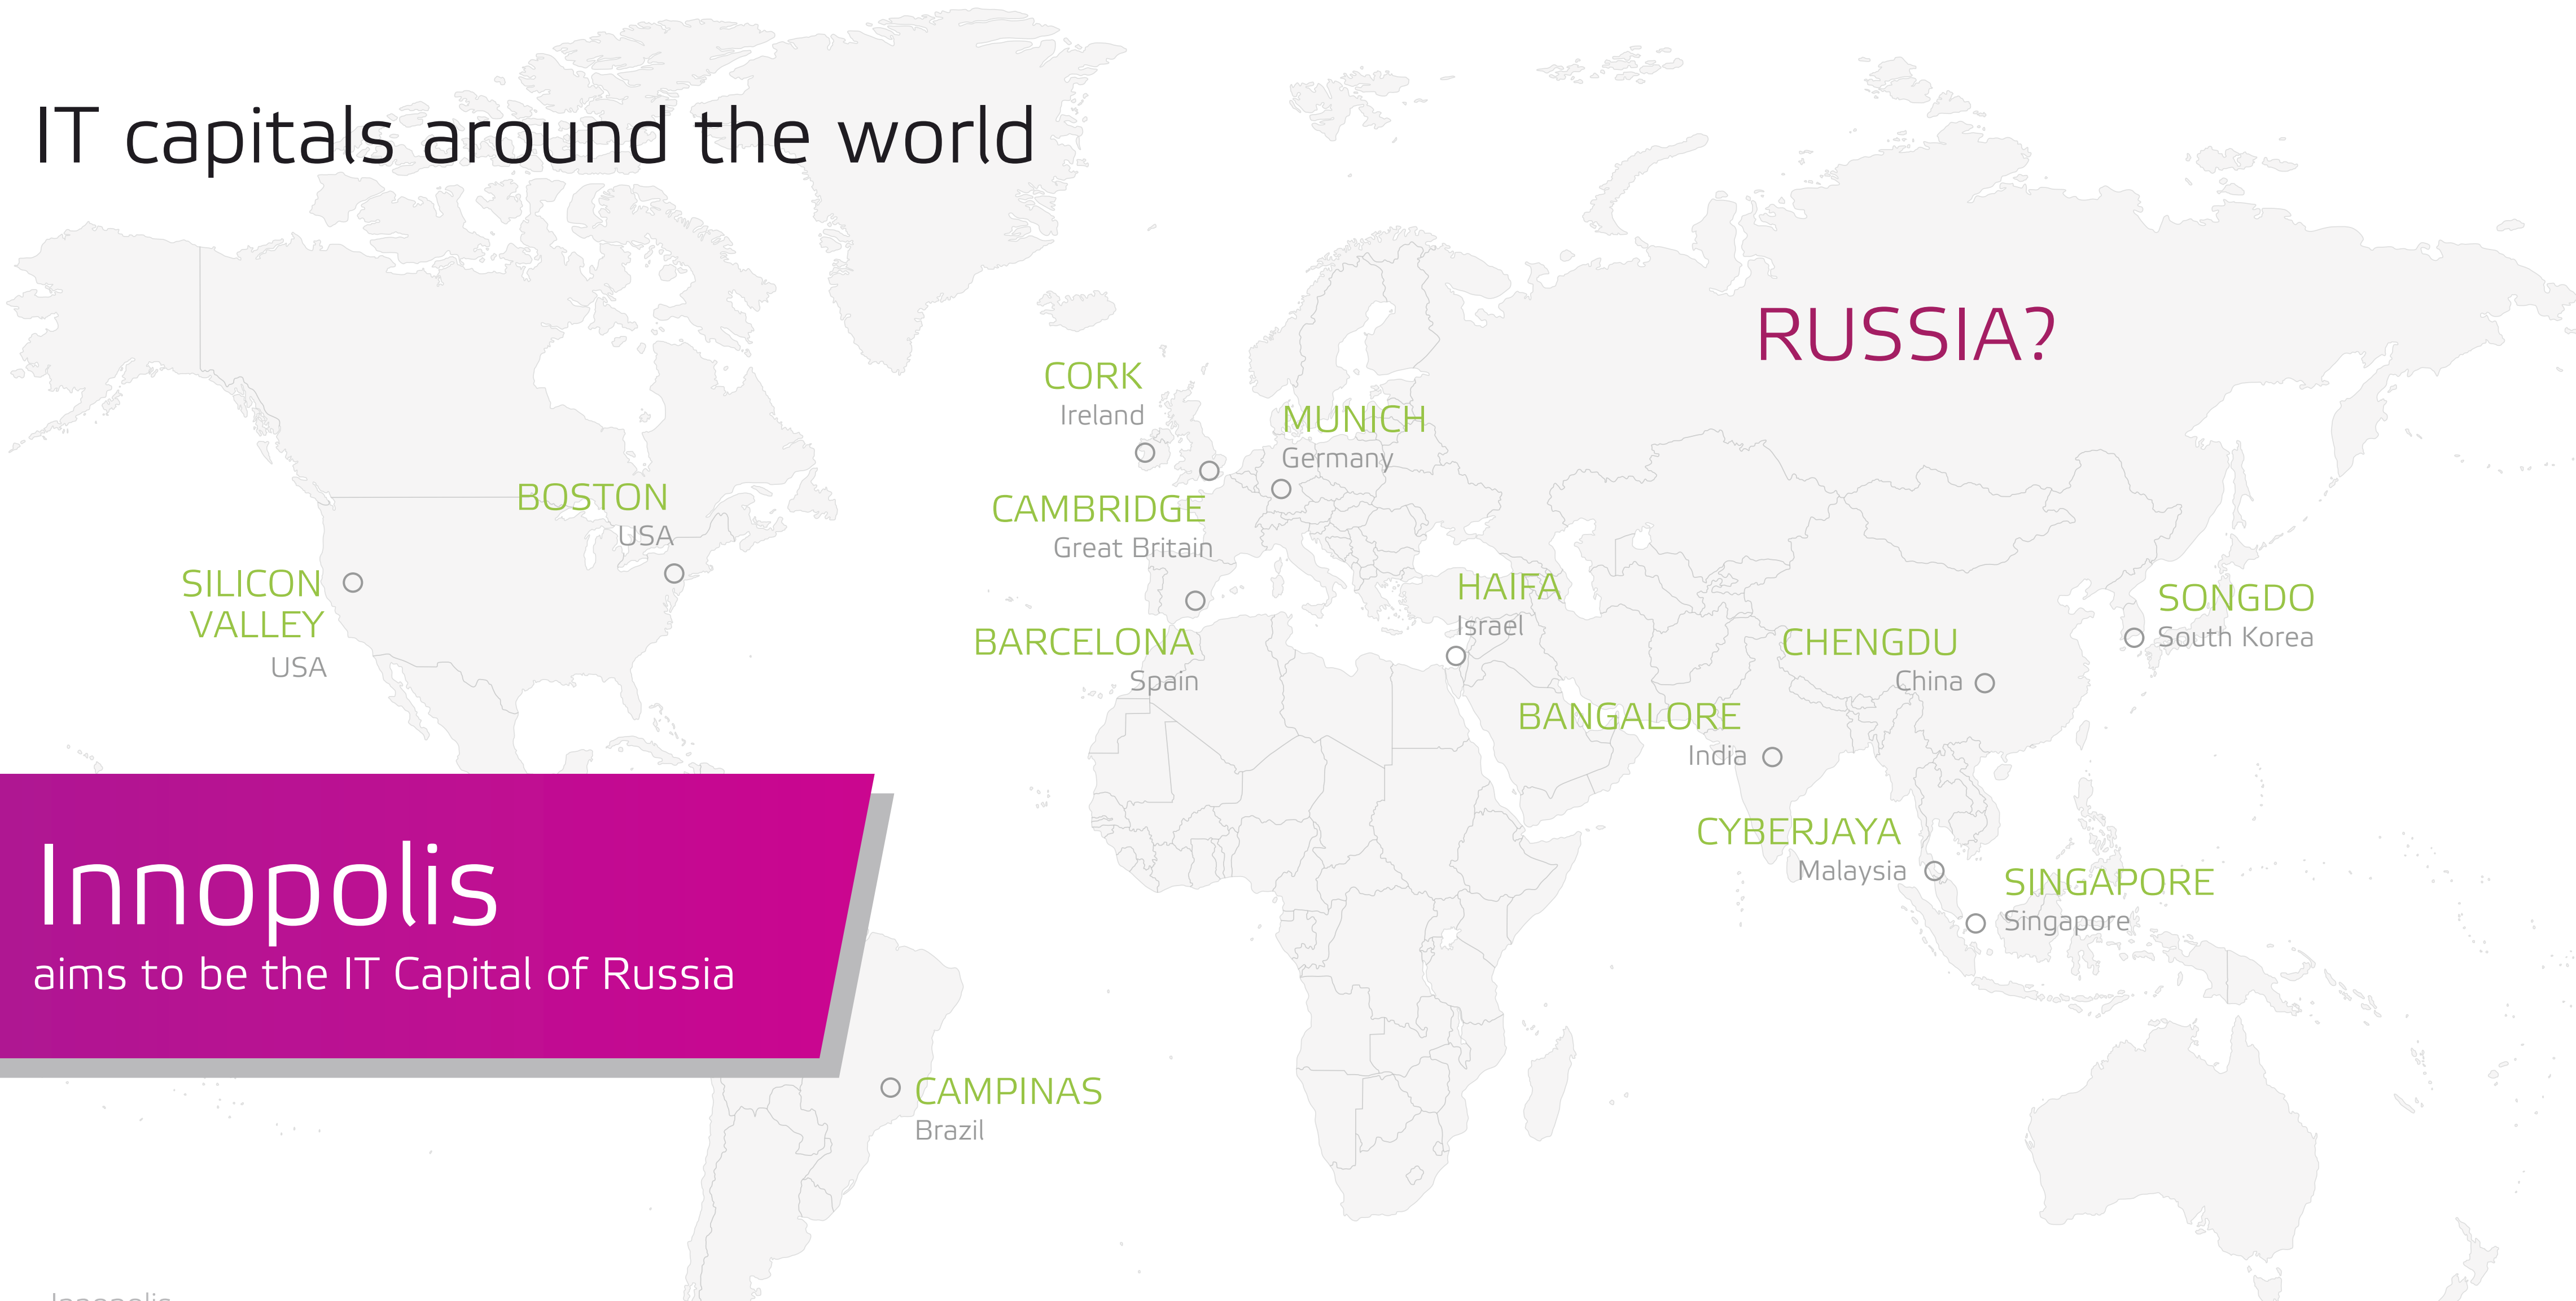 IT capitals around the world
RUSSIA?
CORK
Ireland
MUNICH
Germany
BOSTON
USA
CAMBRIDGE
Great Britain
SILICON
VALLEY
USA
HAIFA
Israel
SONGDO
South Korea
BARCELONA
Spain
CHENGDU
China
BANGALORE
India
CYBERJAYA
Malaysia
SINGAPORE
Singapore
Innopolis
aims to be the IT Capital of Russia
CAMPINAS
Brazil